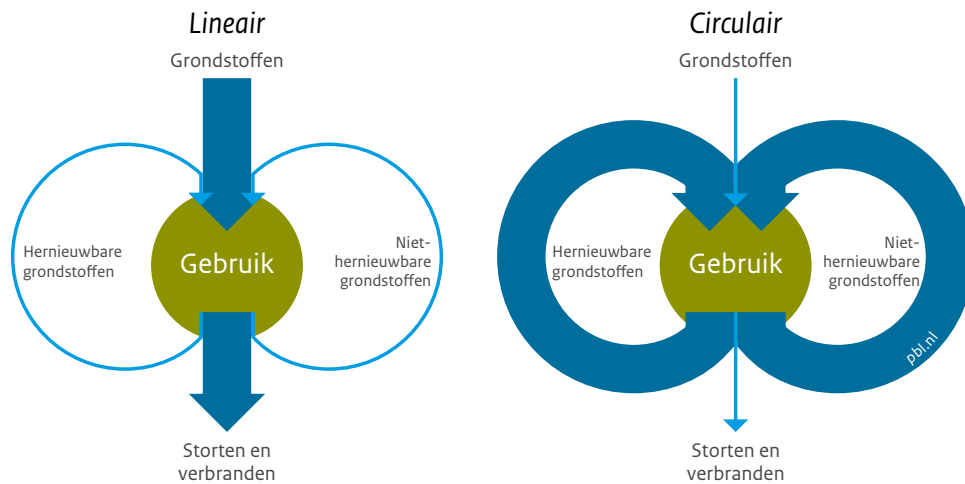 Lineair
Grondstoffen
Hernieuwbare
grondstoffen
Gebruik
Niet-
hernieuwbare
grondstoffen
Storten en
verbranden
Circulair
Grondstoffen
Hernieuwbare
grondstoffen
Gebruik
Niet-
hernieuwbare
grondstoffen
pbl.nl
Storten en
verbranden